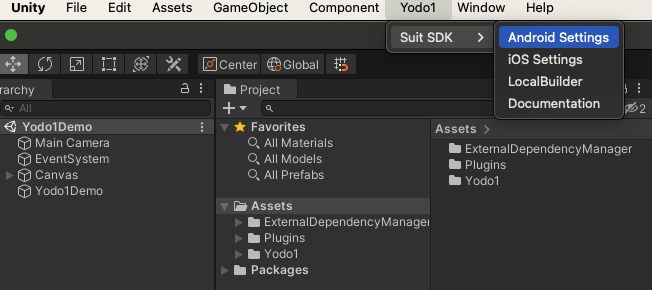 Unity File Edit Assets GameObject Component Yodo1 Window Help
Suit SDK
Android Settings
iOS Settings
LocalBuilder
Documentation
Center Global
Project
All
Yodo1Demo
Main Camera
EventSystem
Canvas
Yodo1Demo
2
Favorites
All Materials
All Models
All Prefabs
Assets
ExternalDependencyManager
Plugins
Yodo1
Packages
Assets
ExternalDependencyManager
Plugins
Yodo1